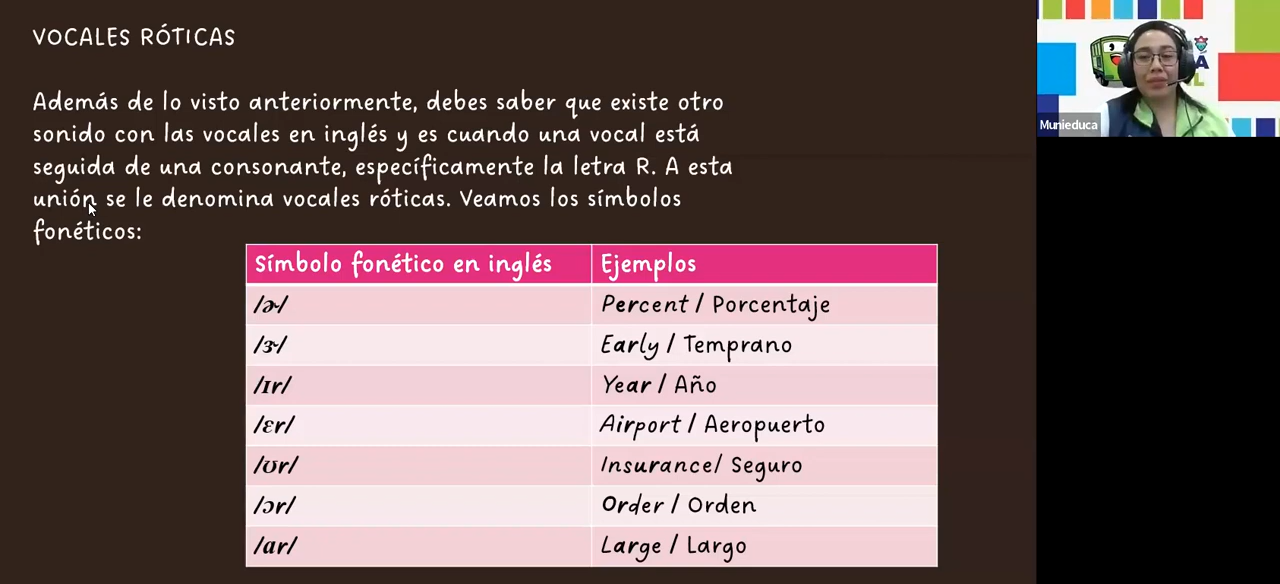 VOCALES RÓTICAS
Además de lo visto anteriormente, debes saber que existe otro
sonido con las vocales en inglés y es cuando una vocal está
seguida de una consonante, específicamente la letra R. A esta
unión se le denomina vocales róticas. Veamos los símbolos
fonéticos:
Símbolo fonético en inglés Ejemplos
/ɚ/ Percent / Porcentaje
/ɝ/ Early / Temprano
/ɪr/ Year / Año
/ɛr/ Airport / Aeropuerto
/ʊr/ Insurance/ Seguro
/ɔr/ Order / Orden
/ɑr/ Large / Largo
Munieduca